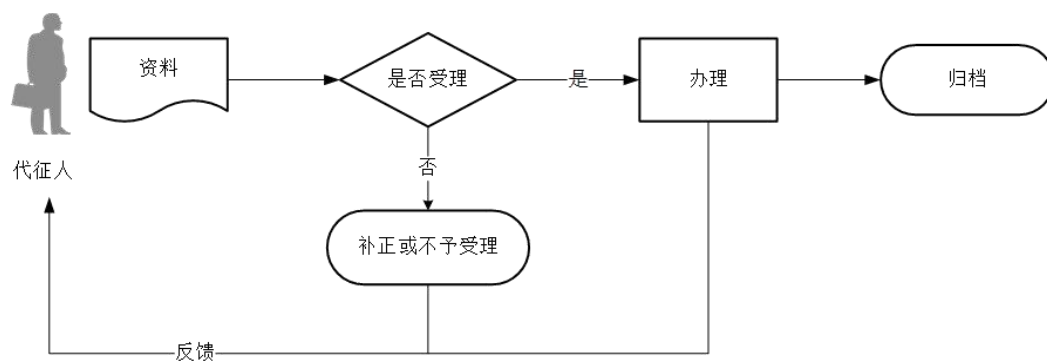 资料
是否受理
是
办理
归档
代征人
否
补正或不予受理
反馈